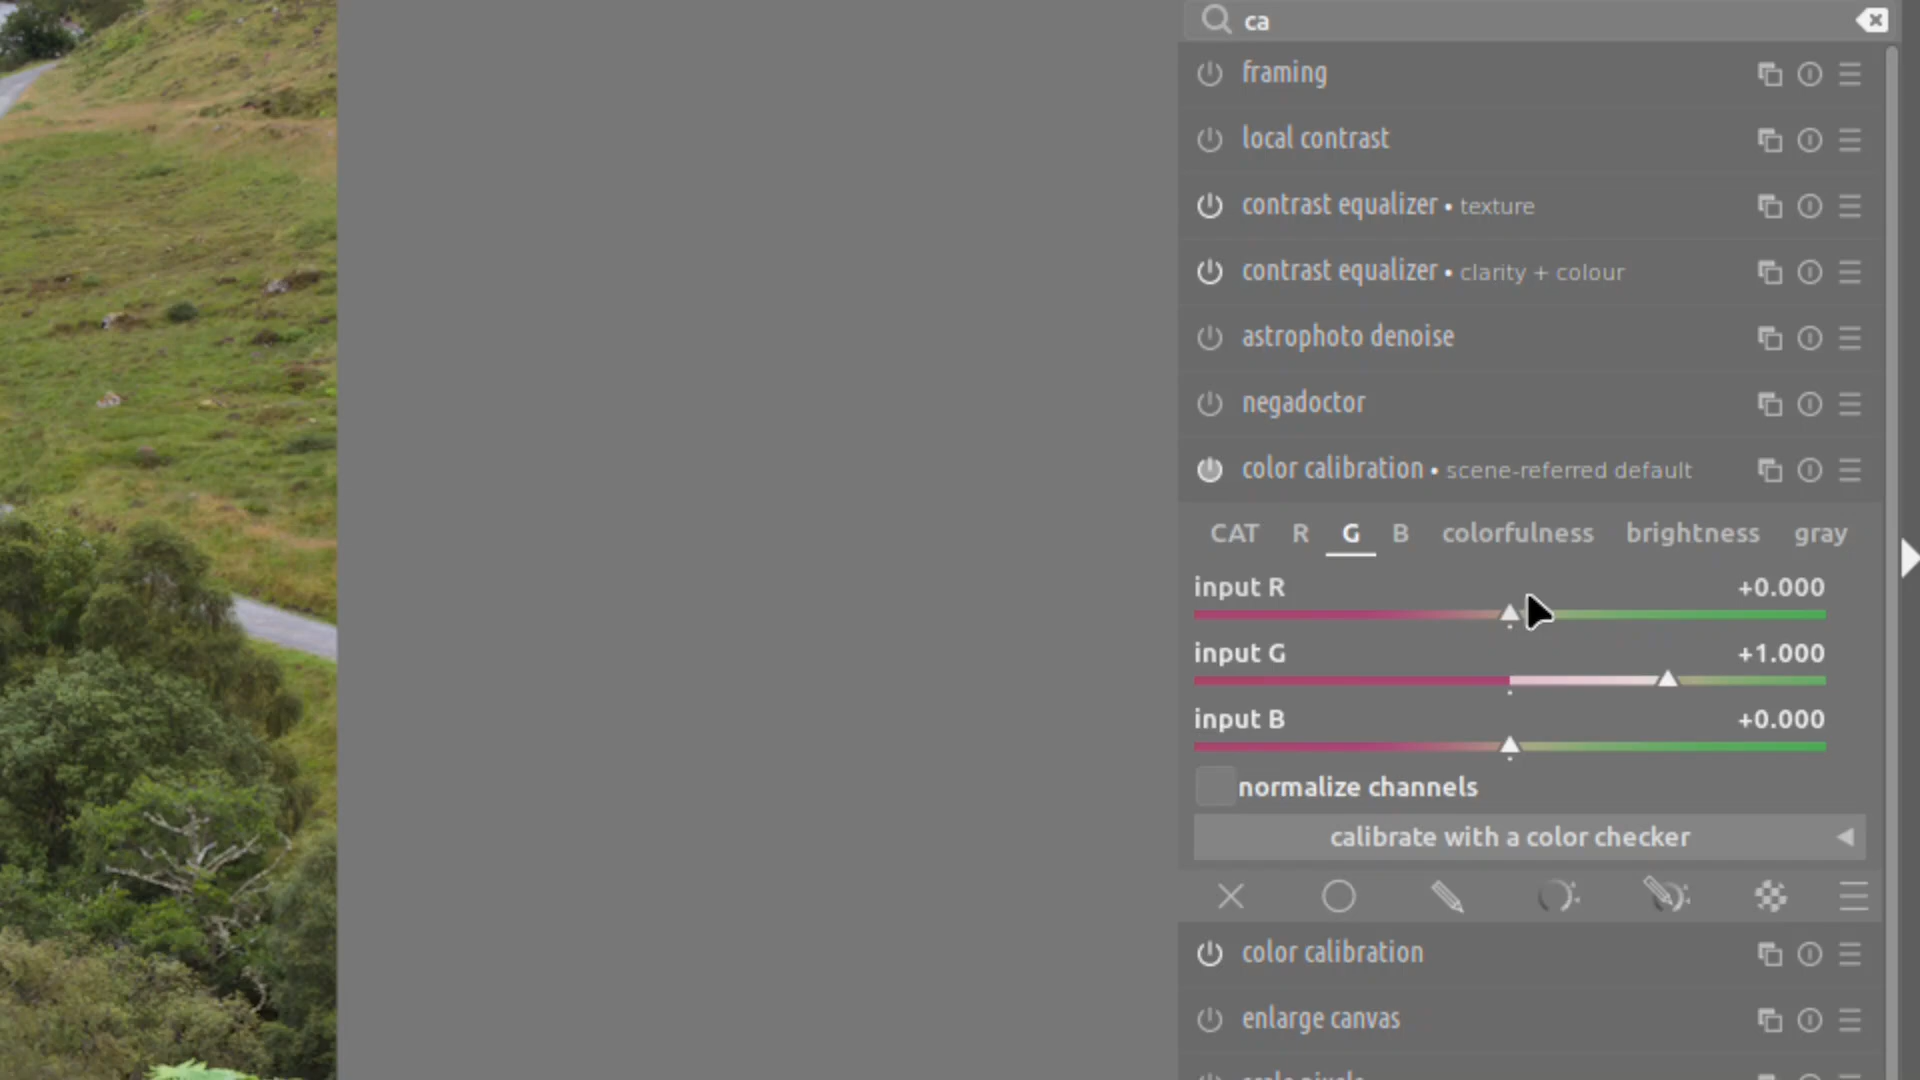 ca
framing
local contrast
contrast equalizer • texture
contrast equalizer • clarity + colour
astrophoto denoise
negadoctor
color calibration • scene-referred default
CAT R G B colorfulness brightness gray
input R +0.000
input G +1.000
input B +0.000
normalize channels
calibrate with a color checker
color calibration
enlarge canvas